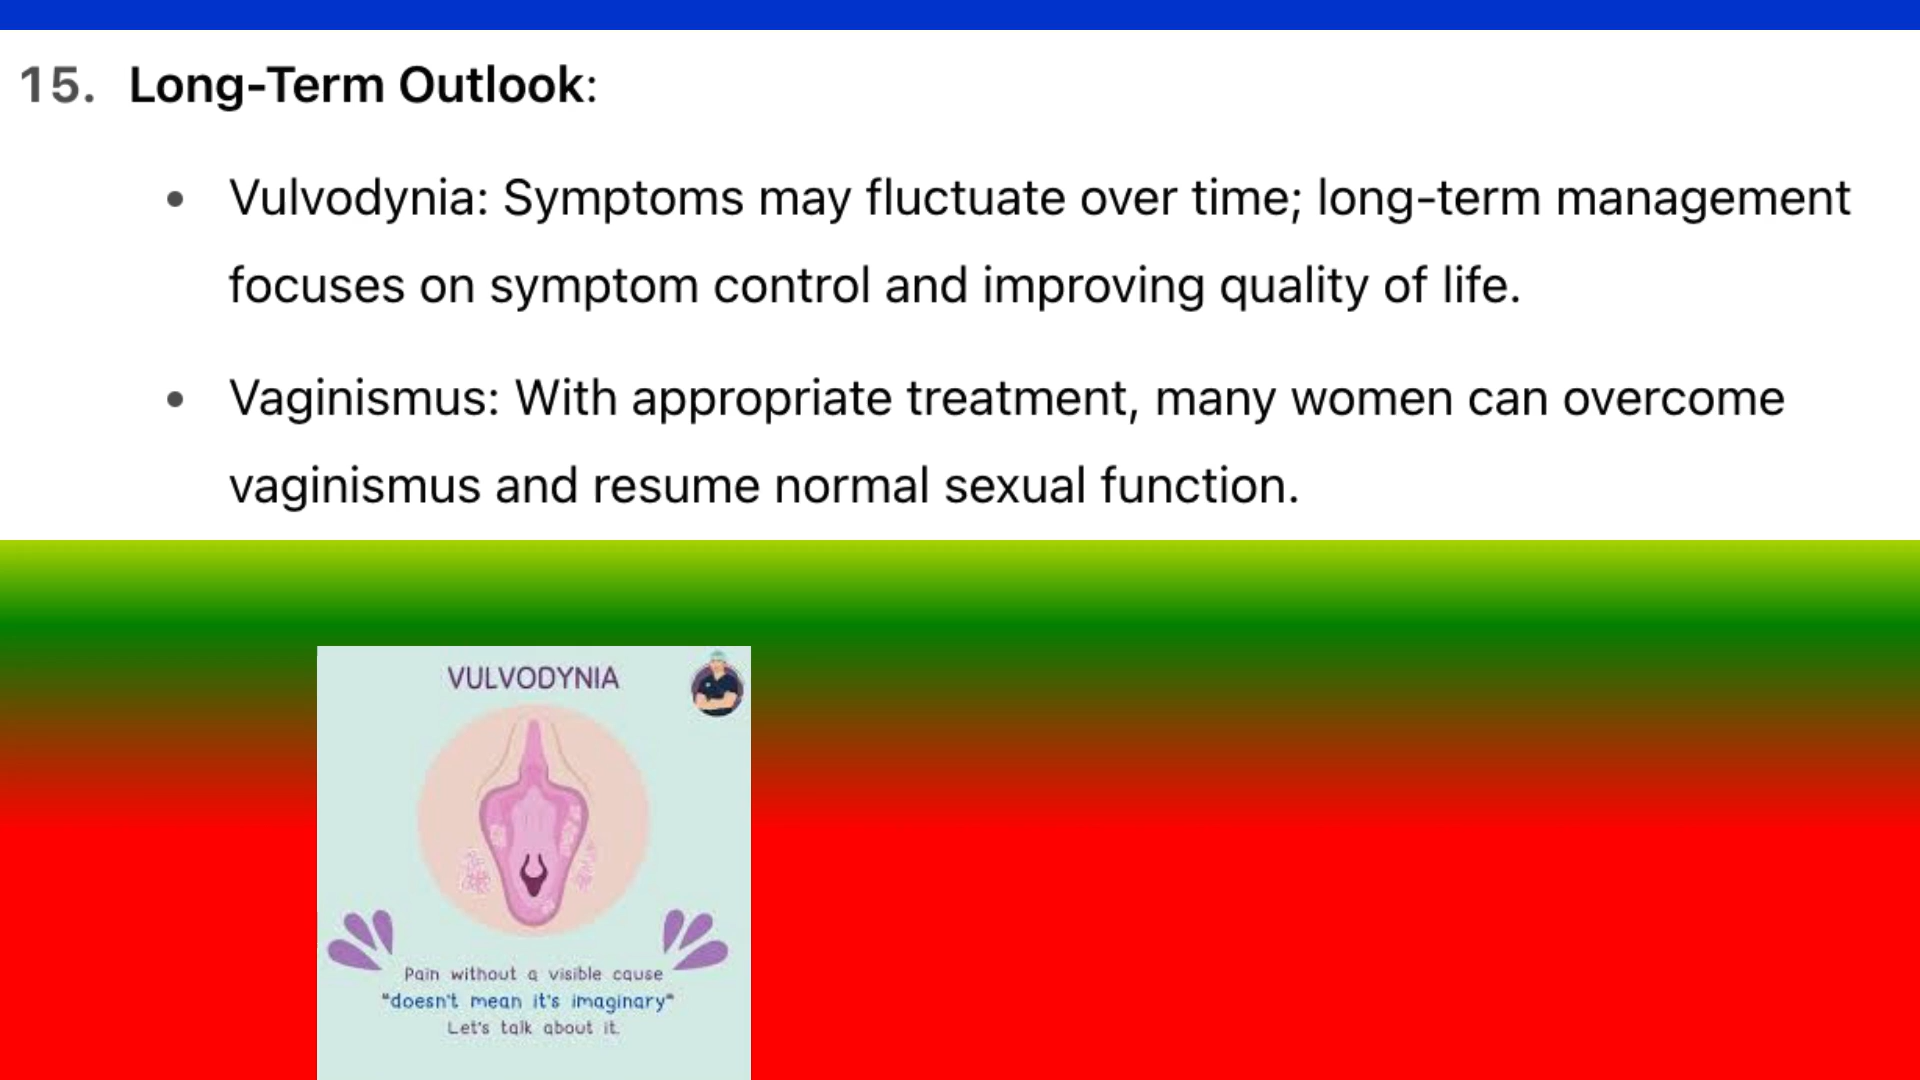 15. Long-Term Outlook:
• Vulvodynia: Symptoms may fluctuate over time; long-term management
focuses on symptom control and improving quality of life.
• Vaginismus: With appropriate treatment, many women can overcome
vaginismus and resume normal sexual function.
VULVODYNIA
Pain without a visible cause
"doesn't mean it's imaginary"
Let's talk about it.